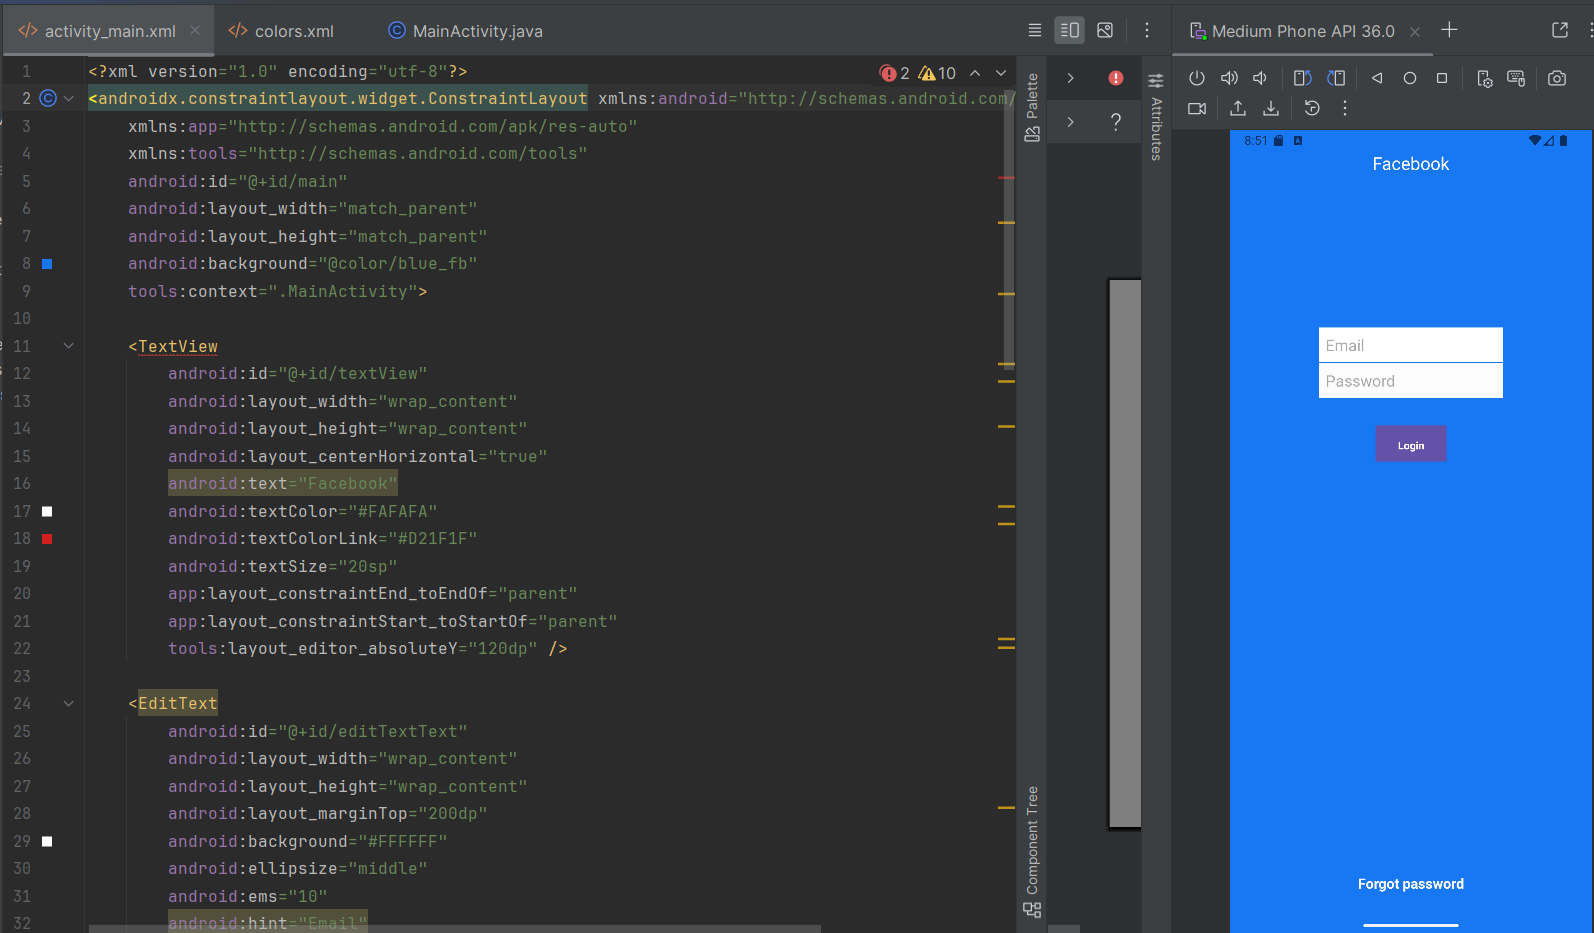 activity_main.xml
colors.xml
MainActivity.java
Medium Phone API 36.0
2 10
1 <?xml version="1.0" encoding="utf-8"?>
2 <androidx.constraintlayout.widget.ConstraintLayout xmlns:android="http://schemas.android.com/
3 xmlns:app="http://schemas.android.com/apk/res-auto"
4 xmlns:tools="http://schemas.android.com/tools"
5 android:id="@+id/main"
6 android:layout_width="match_parent"
7 android:layout_height="match_parent"
8 android:background="@color/blue_fb"
9 tools:context=".MainActivity">
10
11 <TextView
12 android:id="@+id/textView"
13 android:layout_width="wrap_content"
14 android:layout_height="wrap_content"
15 android:layout_centerHorizontal="true"
16 android:text="Facebook"
17 android:textColor="#FAFAFA"
18 android:textColorLink="#D21F1F"
19 android:textSize="20sp"
20 app:layout_constraintEnd_toEndOf="parent"
21 app:layout_constraintStart_toStartOf="parent"
22 tools:layout_editor_absoluteY="120dp" />
23
24 <EditText
25 android:id="@+id/editTextText"
26 android:layout_width="wrap_content"
27 android:layout_height="wrap_content"
28 android:layout_marginTop="200dp"
29 android:background="#FFFFFF"
30 android:ellipsize="middle"
31 android:ems="10"
32 android:hint="Email"
Palette
Component Tree
Attributes
8:51
Facebook
Email
Password
Login
Forgot password